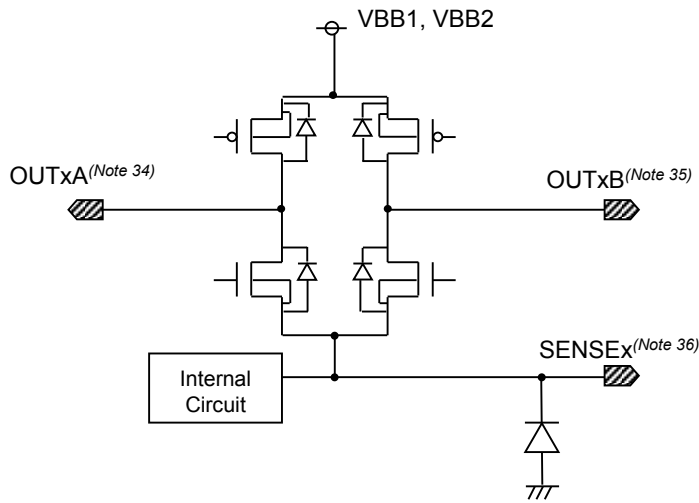 VBB1, VBB2
OUTxA(Note 34)
OUTxB(Note 35)
SENSEx(Note 36)
Internal
Circuit